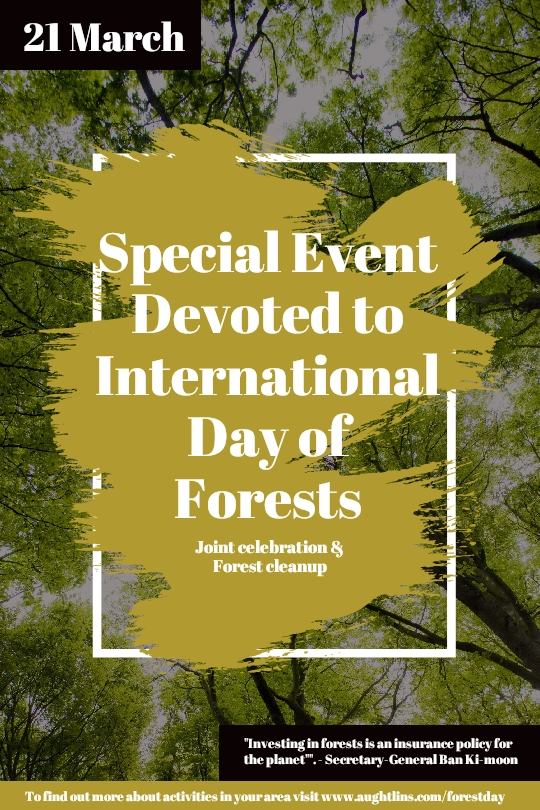 21 March
Special Event
Devoted to
International
Day of
Forests
Joint celebration &
Forest cleanup
"Investing in forests is an insurance policy for
the planet"". - Secretary-General Ban Ki-moon
To find out more about activities in your area visit www.aughtlins.com/forestday